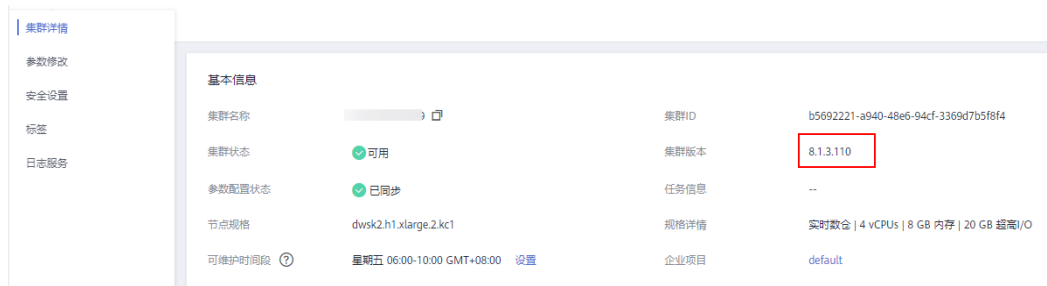 集群详情
参数修改
安全设置
标签
日志服务
基本信息
集群名称
集群ID b5692221-a940-48e6-94cf-3369d7b5f8f4
集群状态 可用
集群版本 8.1.3.110
参数配置状态 已同步
任务信息 --
节点规格 dwsk2.h1.xlarge.2.kc1
规格详情 实时数仓 | 4 vCPUs | 8 GB 内存 | 20 GB 超高I/O
可维护时间段 ? 星期五 06:00-10:00 GMT+08:00 设置
企业项目 default